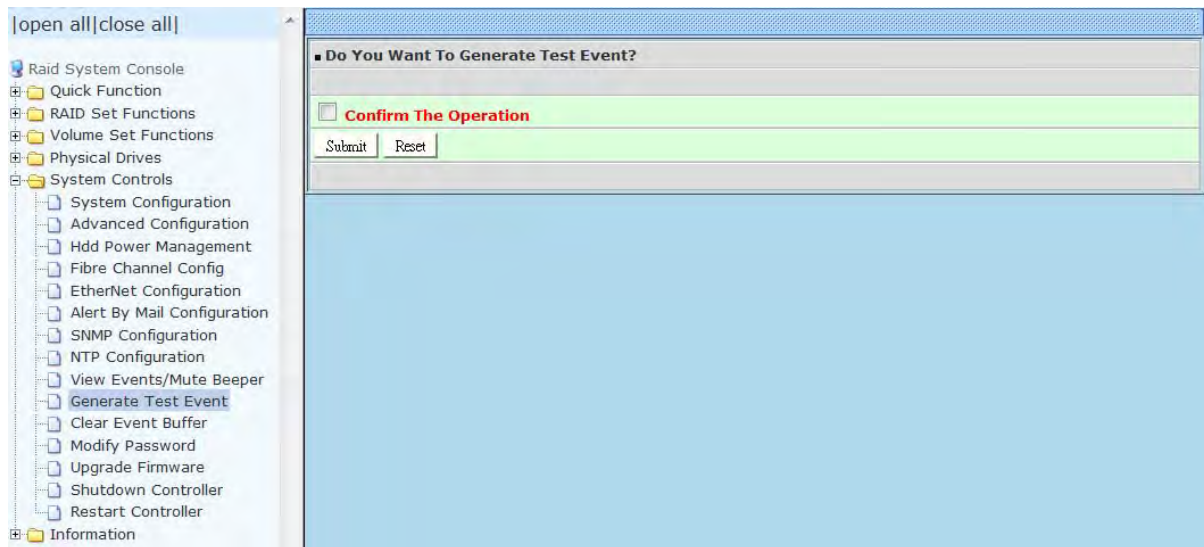 |open all|close all|
Raid System Console
Quick Function
RAID Set Functions
Volume Set Functions
Physical Drives
System Controls
System Configuration
Advanced Configuration
Hdd Power Management
Fibre Channel Config
EtherNet Configuration
Alert By Mail Configuration
SNMP Configuration
NTP Configuration
View Events/Mute Beeper
Generate Test Event
Clear Event Buffer
Modify Password
Upgrade Firmware
Shutdown Controller
Restart Controller
Information
Do You Want To Generate Test Event?
Confirm The Operation
Submit Reset